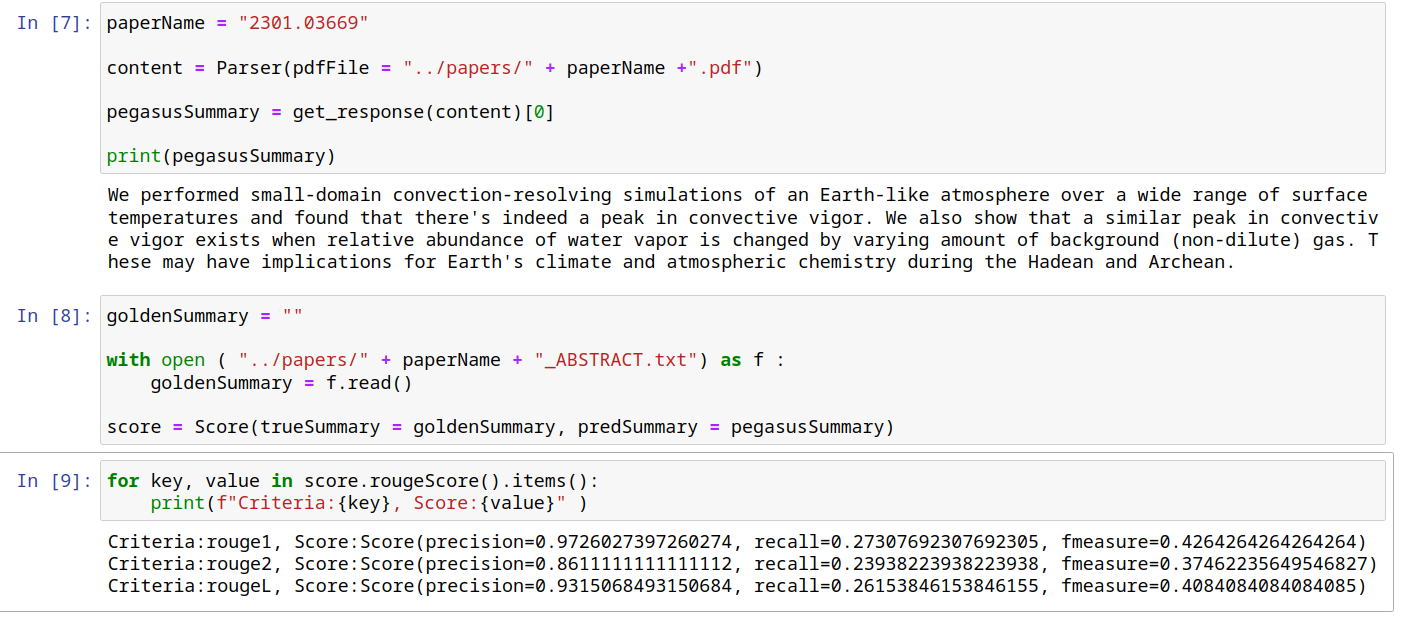 In [7]: paperName = "2301.03669"
content = Parser(pdfFile = "../papers/" + paperName +".pdf")
pegasusSummary = get_response(content)[0]
print(pegasusSummary)
We performed small-domain convection-resolving simulations of an Earth-like atmosphere over a wide range of surface
temperatures and found that there's indeed a peak in convective vigor. We also show that a similar peak in convectiv
e vigor exists when relative abundance of water vapor is changed by varying amount of background (non-dilute) gas. T
hese may have implications for Earth's climate and atmospheric chemistry during the Hadean and Archean.
In [8]: goldenSummary = ""
with open ( "../papers/" + paperName + "_ABSTRACT.txt") as f :
    goldenSummary = f.read()
score = Score(trueSummary = goldenSummary, predSummary = pegasusSummary)
In [9]: for key, value in score.rougeScore().items():
    print(f"Criteria:{key}, Score:{value}" )
Criteria:rouge1, Score:Score(precision=0.9726027397260274, recall=0.27307692307692305, fmeasure=0.4264264264264264)
Criteria:rouge2, Score:Score(precision=0.8611111111111112, recall=0.23938223938223938, fmeasure=0.37462235649546827)
Criteria:rougeL, Score:Score(precision=0.9315068493150684, recall=0.26153846153846155, fmeasure=0.4084084084084085)